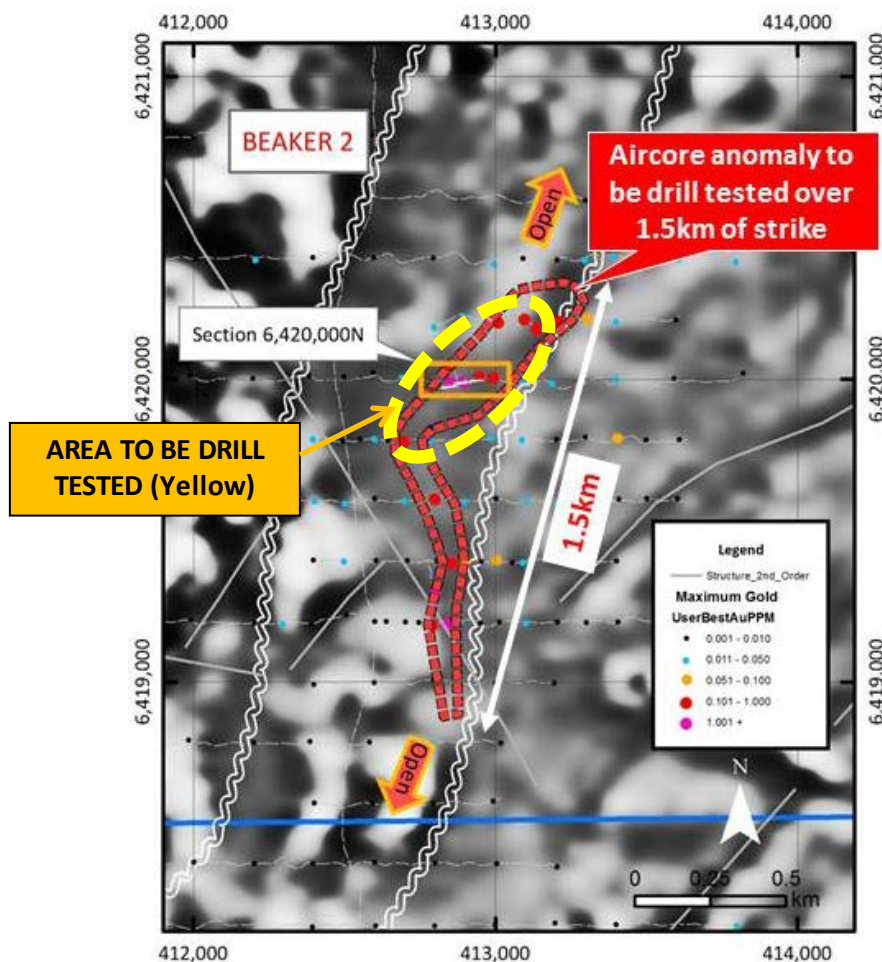 412,000
413,000
414,000
6,421,000
6,421,000
BEAKER 2
Aircore anomaly to
be drill tested over
1.5km of strike
Open
Section 6,420,000N
6,420,000
6,420,000
AREA TO BE DRILL
TESTED (Yellow)
1.5km
Legend
Structure_2nd_Order
Maximum Gold
UserBestAuPPM
0.001 - 0.010
0.011 - 0.050
0.051 - 0.100
0.101 - 1.000
1.001 +
6,419,000
6,419,000
Open
N
0 0.25 0.5
km
412,000
413,000
414,000